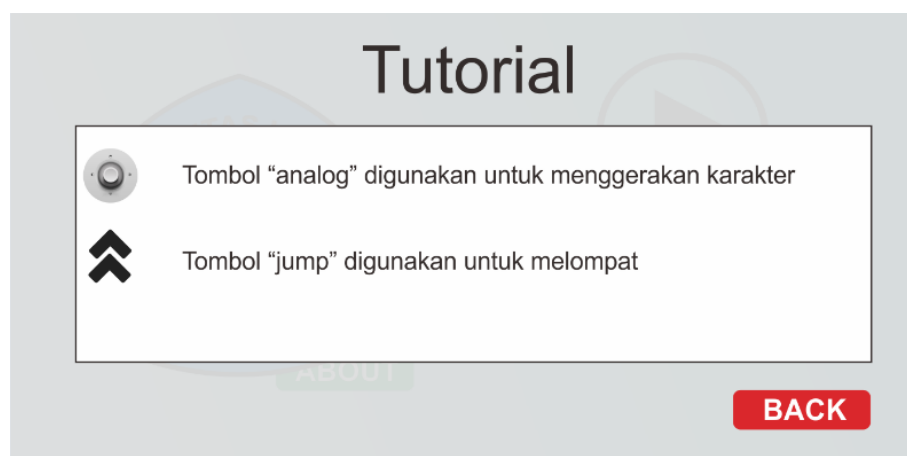 Tutorial
Tombol “analog” digunakan untuk menggerakan karakter
Tombol “jump” digunakan untuk melompat
ABOUT
BACK